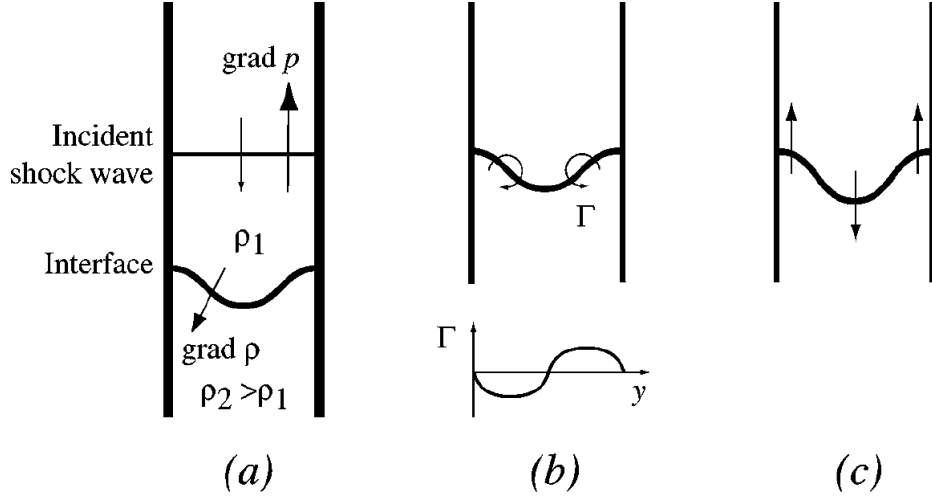 grad p
Incident
shock wave
ρ1
Interface
grad ρ
ρ2 >ρ1
Γ
Γ
y
(a)
(b)
(c)